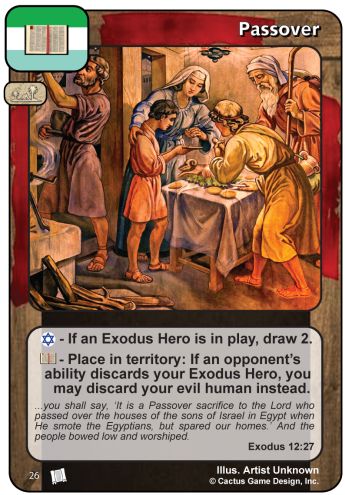 Passover
- If an Exodus Hero is in play, draw 2.
- Place in territory: If an opponent's
ability discards your Exodus Hero, you
may discard your evil human instead.
...you shall say, 'It is a Passover sacrifice to the Lord who
passed over the houses of the sons of Israel in Egypt when
He smote the Egyptians, but spared our homes.' And the
people bowed low and worshiped.
Exodus 12:27
26
Illus. Artist Unknown
© Cactus Game Design, Inc.